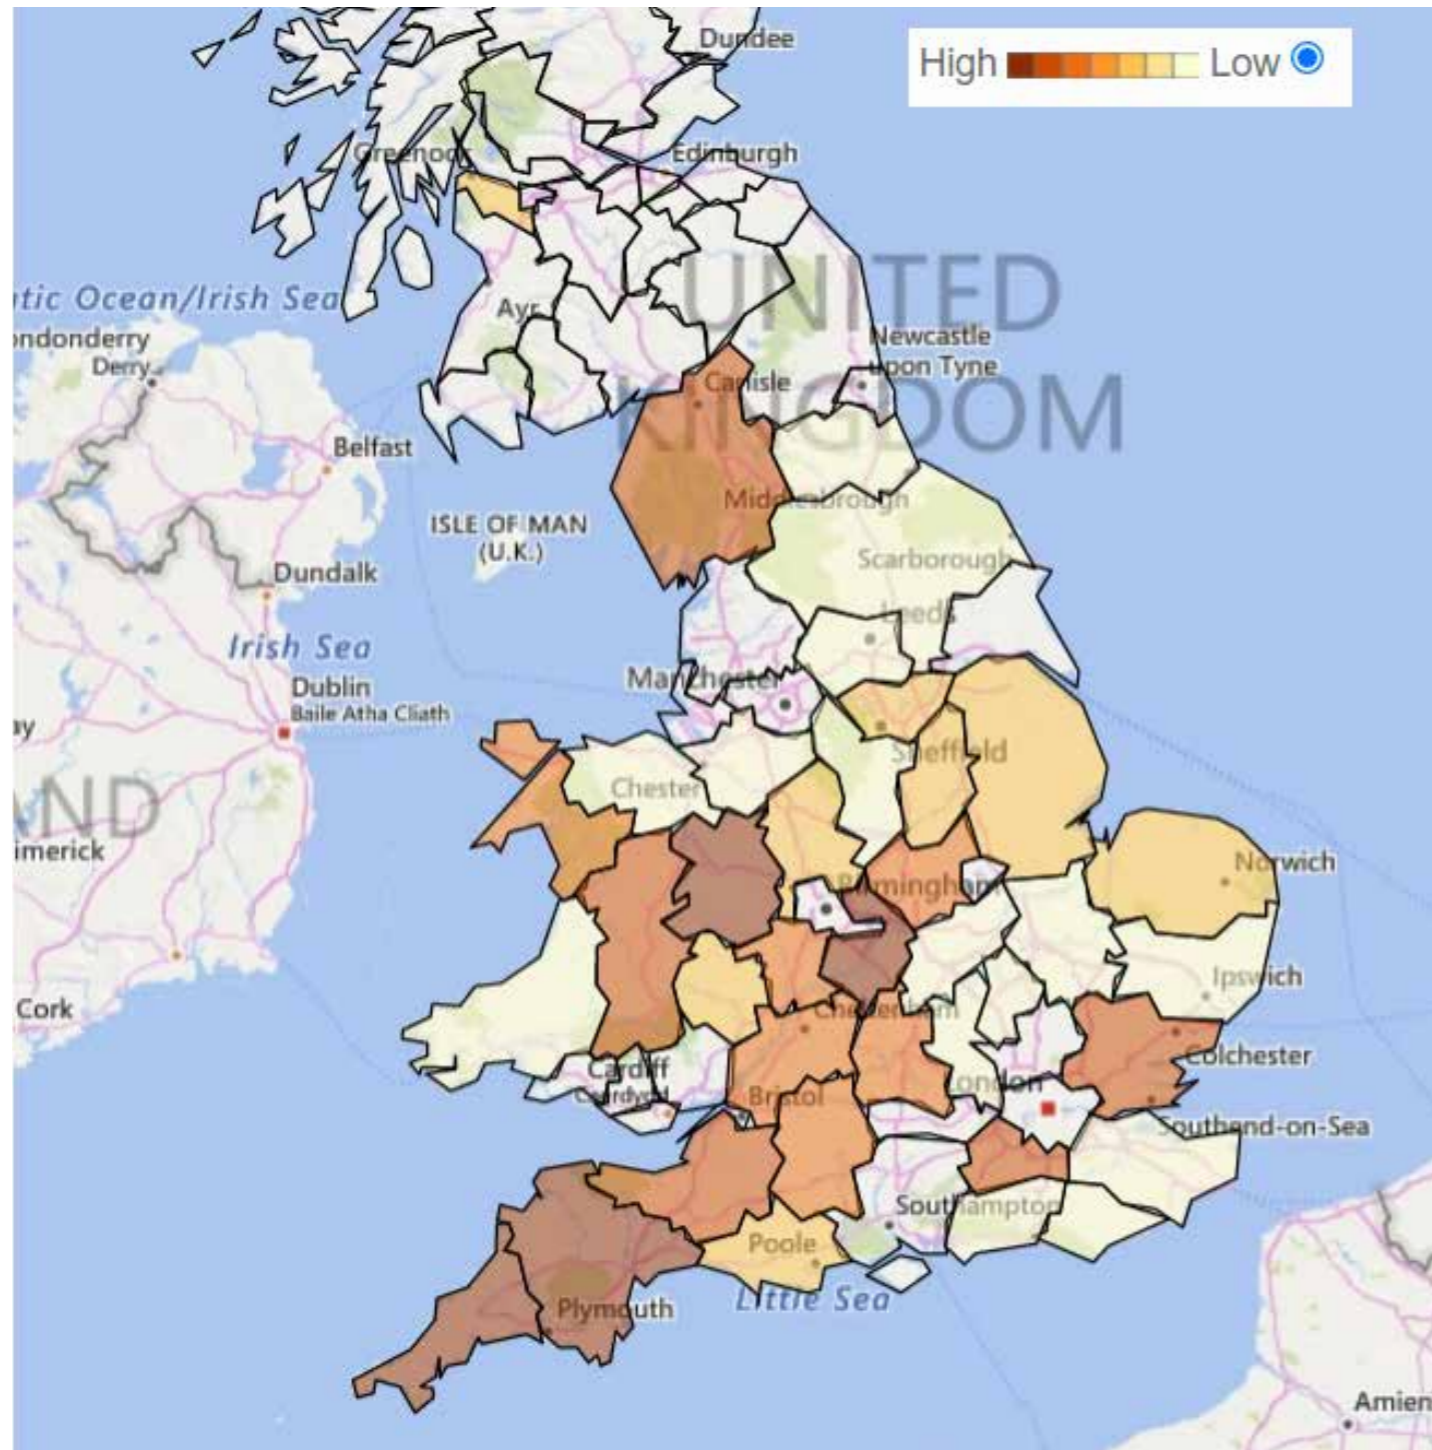 Dundee
High Low
Greenock
Edinburgh
UNITED
KINGDOM
ntic Ocean/Irish Sea
ondonderry
Derry
Ayr
Newcastle
upon Tyne
Carlisle
Belfast
Middlesbrough
ISLE OF MAN
(U.K.)
Scarborough
Dundalk
Leeds
Irish Sea
Manchester
Dublin
Baile Atha Cliath
ay
Sheffield
AND
Chester
imerick
Norwich
Birmingham
Ipswich
Cork
Cheltenham
Colchester
Cardiff
Caerdydd
London
Bristol
Southend-on-Sea
Southampton
Poole
Little Sea
Plymouth
Amien